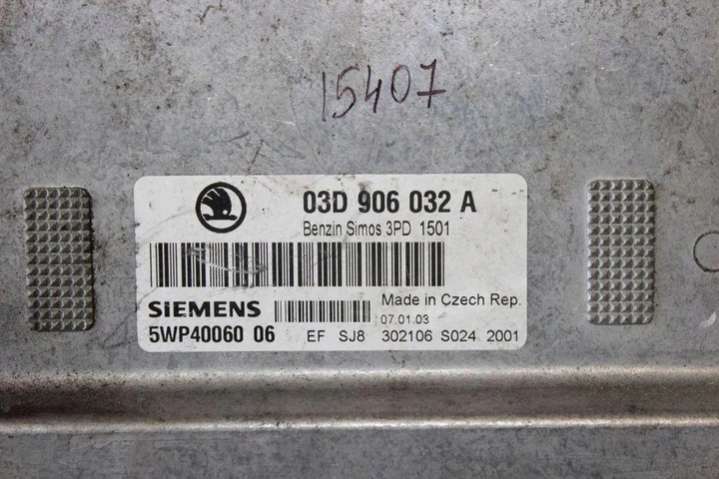 15407
03D 906 032 A
Benzin Simos 3PD 1501
SIEMENS
Made in Czech Rep.
07.01.03
5WP40060 06
EF SJ8 302106 S024 2001